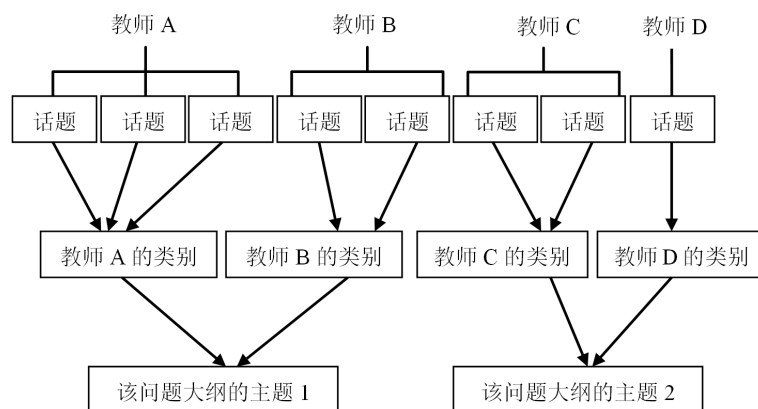 教师 A 教师 B 教师 C 教师 D
话题 话题 话题 话题 话题 话题 话题 话题
教师 A 的类别 教师 B 的类别 教师 C 的类别 教师 D 的类别
该问题大纲的主题 1 该问题大纲的主题 2